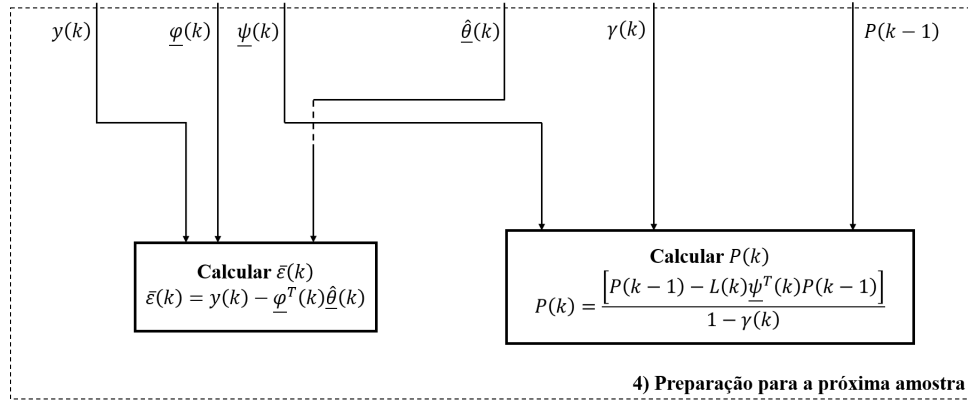 y(k) φ(k) ψ(k) θ̂(k) γ(k) P(k − 1)
Calcular ε̄(k)
ε̄(k) = y(k) − φᵀ(k)θ̂(k)
Calcular P(k)
P(k) = [P(k − 1) − L(k)ψᵀ(k)P(k − 1)] / 1 − γ(k)
4) Preparação para a próxima amostra